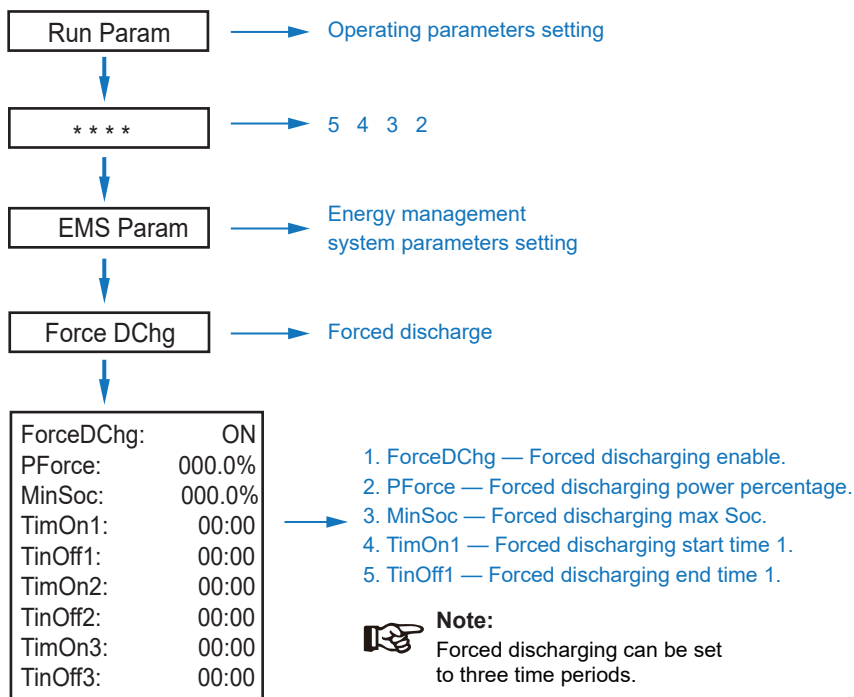 Run Param
Operating parameters setting
* * * *
5 4 3 2
EMS Param
Energy management
system parameters setting
Force DChg
Forced discharge
ForceDChg: ON
PForce: 000.0%
MinSoc: 000.0%
TimOn1: 00:00
TinOff1: 00:00
TimOn2: 00:00
TinOff2: 00:00
TimOn3: 00:00
TinOff3: 00:00
1. ForceDChg — Forced discharging enable.
2. PForce — Forced discharging power percentage.
3. MinSoc — Forced discharging max Soc.
4. TimOn1 — Forced discharging start time 1.
5. TinOff1 — Forced discharging end time 1.
Note:
Forced discharging can be set
to three time periods.